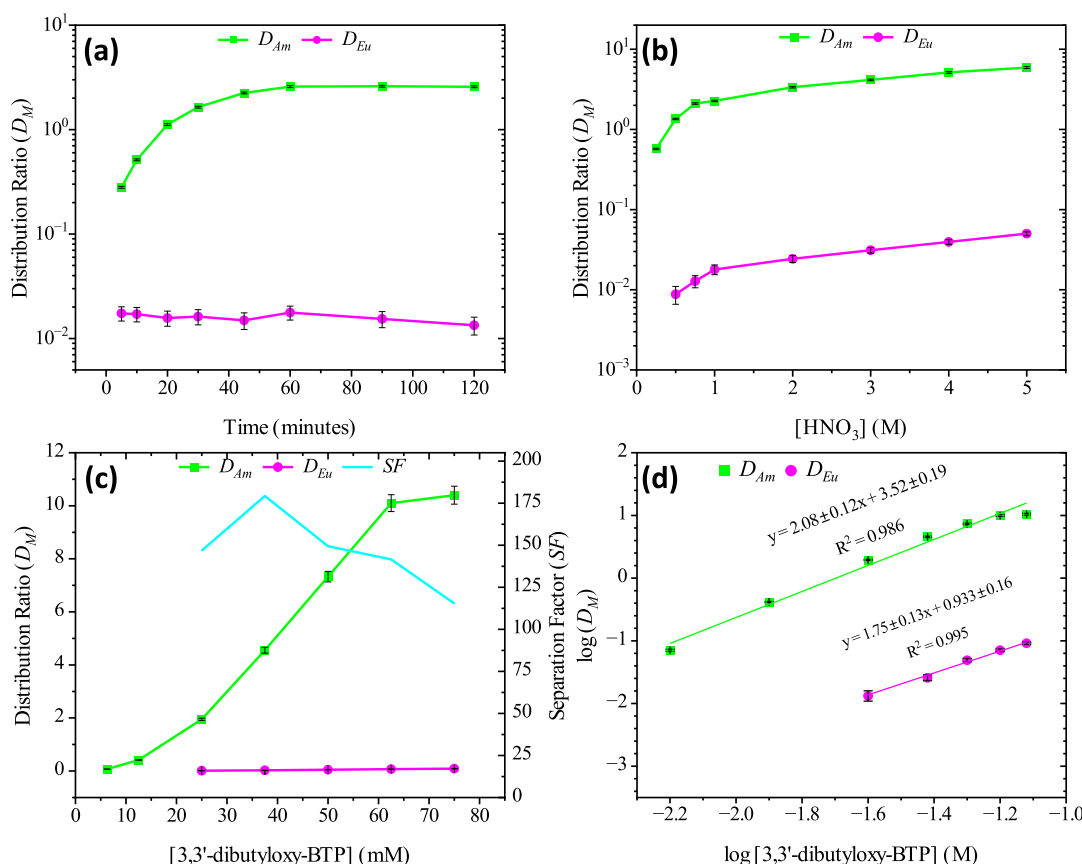 (a)
D_Am D_Eu
Distribution Ratio (D_M)
10^1
10^0
10^−1
10^−2
0 20 40 60 80 100 120
Time (minutes)
(b)
D_Am D_Eu
Distribution Ratio (D_M)
10^1
10^0
10^−1
10^−2
10^−3
0 1 2 3 4 5
[HNO_3] (M)
(c)
D_Am D_Eu SF
Distribution Ratio (D_M)
12
10
8
6
4
2
0
Separation Factor (SF)
200
175
150
125
100
75
50
25
0
0 10 20 30 40 50 60 70 80
[3,3'-dibutyloxy-BTP] (mM)
(d)
D_Am D_Eu
log(D_M)
2
1
0
−1
−2
−3
y = 2.08±0.12x + 3.52±0.19
R^2 = 0.986
y = 1.75±0.13x + 0.933±0.16
R^2 = 0.995
−2.2 −2.0 −1.8 −1.6 −1.4 −1.2 −1.0
log[3,3'-dibutyloxy-BTP] (M)